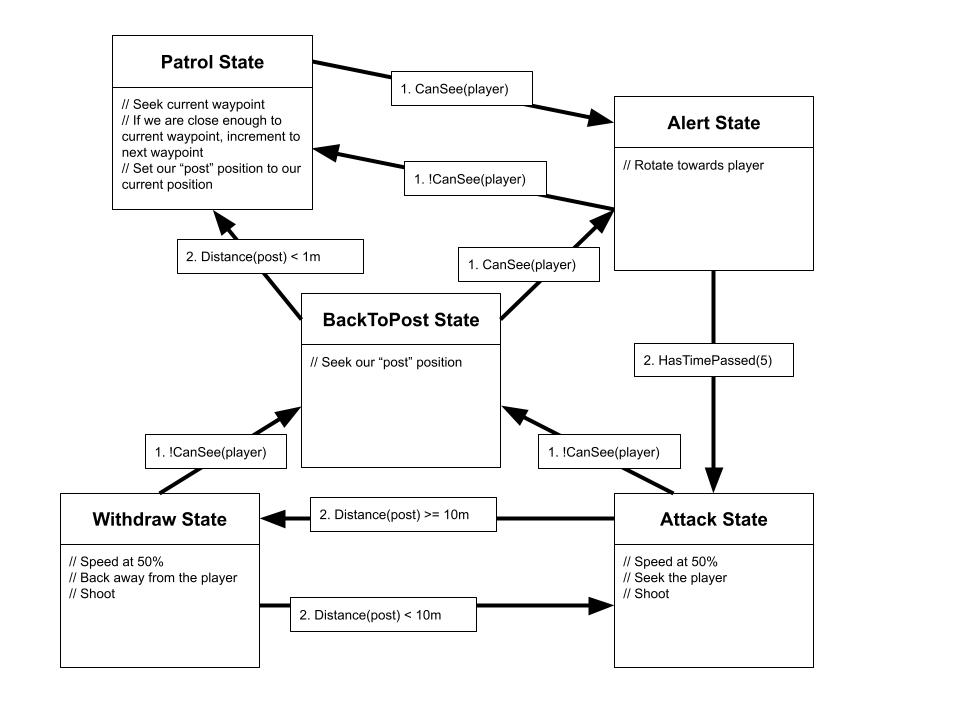 Patrol State
// Seek current waypoint
// If we are close enough to
current waypoint, increment to
next waypoint
// Set our “post” position to our
current position
1. CanSee(player)
Alert State
// Rotate towards player
1. !CanSee(player)
2. Distance(post) < 1m
1. CanSee(player)
BackToPost State
// Seek our “post” position
2. HasTimePassed(5)
1. !CanSee(player)
1. !CanSee(player)
Withdraw State
// Speed at 50%
// Back away from the player
// Shoot
2. Distance(post) >= 10m
Attack State
// Speed at 50%
// Seek the player
// Shoot
2. Distance(post) < 10m